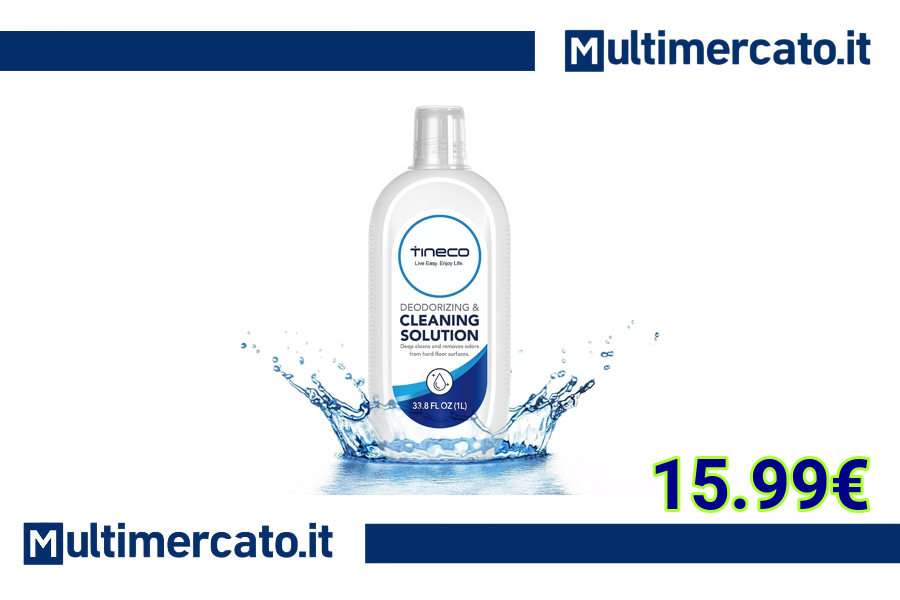 Multimercato.it
TINECO
Live Easy. Enjoy Life.
DEODORIZING &
CLEANING
SOLUTION
Deep cleans and removes odors
from hard floor surfaces.
33.8 FL OZ (1L)
15.99€
Multimercato.it